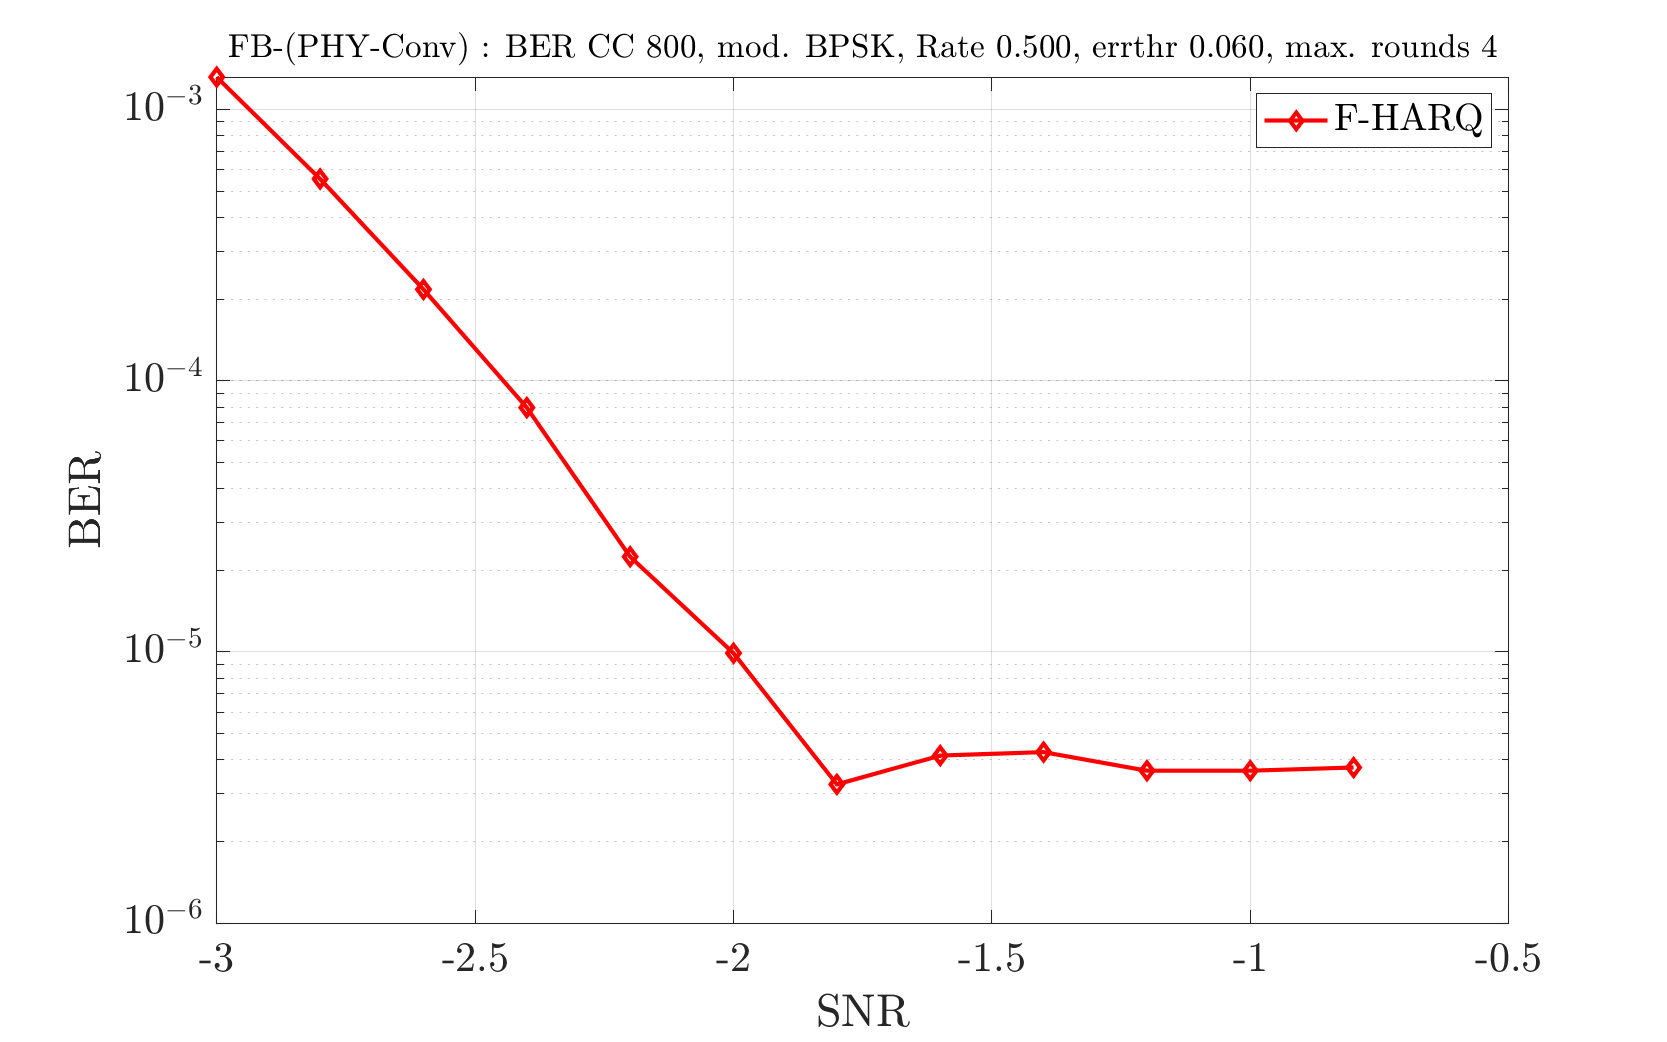 FB-(PHY-Conv) : BER CC 800, mod. BPSK, Rate 0.500, errthr 0.060, max. rounds 4
F-HARQ
10⁻³
10⁻⁴
10⁻⁵
10⁻⁶
BER
-3 -2.5 -2 -1.5 -1 -0.5
SNR